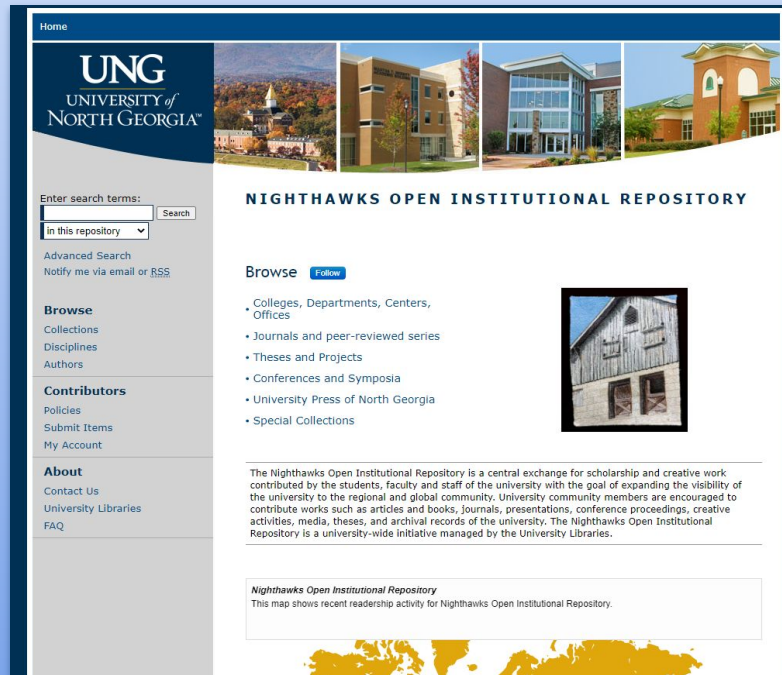 Home
UNG
UNIVERSITY of
NORTH GEORGIA™
Enter search terms:
Search
in this repository
Advanced Search
Notify me via email or RSS
Browse
Collections
Disciplines
Authors
Contributors
Policies
Submit Items
My Account
About
Contact Us
University Libraries
FAQ
NIGHTHAWKS OPEN INSTITUTIONAL REPOSITORY
Browse Follow
• Colleges, Departments, Centers,
Offices
• Journals and peer-reviewed series
• Theses and Projects
• Conferences and Symposia
• University Press of North Georgia
• Special Collections
The Nighthawks Open Institutional Repository is a central exchange for scholarship and creative work
contributed by the students, faculty and staff of the university with the goal of expanding the visibility of
the university to the regional and global community. University community members are encouraged to
contribute works such as articles and books, journals, presentations, conference proceedings, creative
activities, media, theses, and archival records of the university. The Nighthawks Open Institutional
Repository is a university-wide initiative managed by the University Libraries.
Nighthawks Open Institutional Repository
This map shows recent readership activity for Nighthawks Open Institutional Repository.